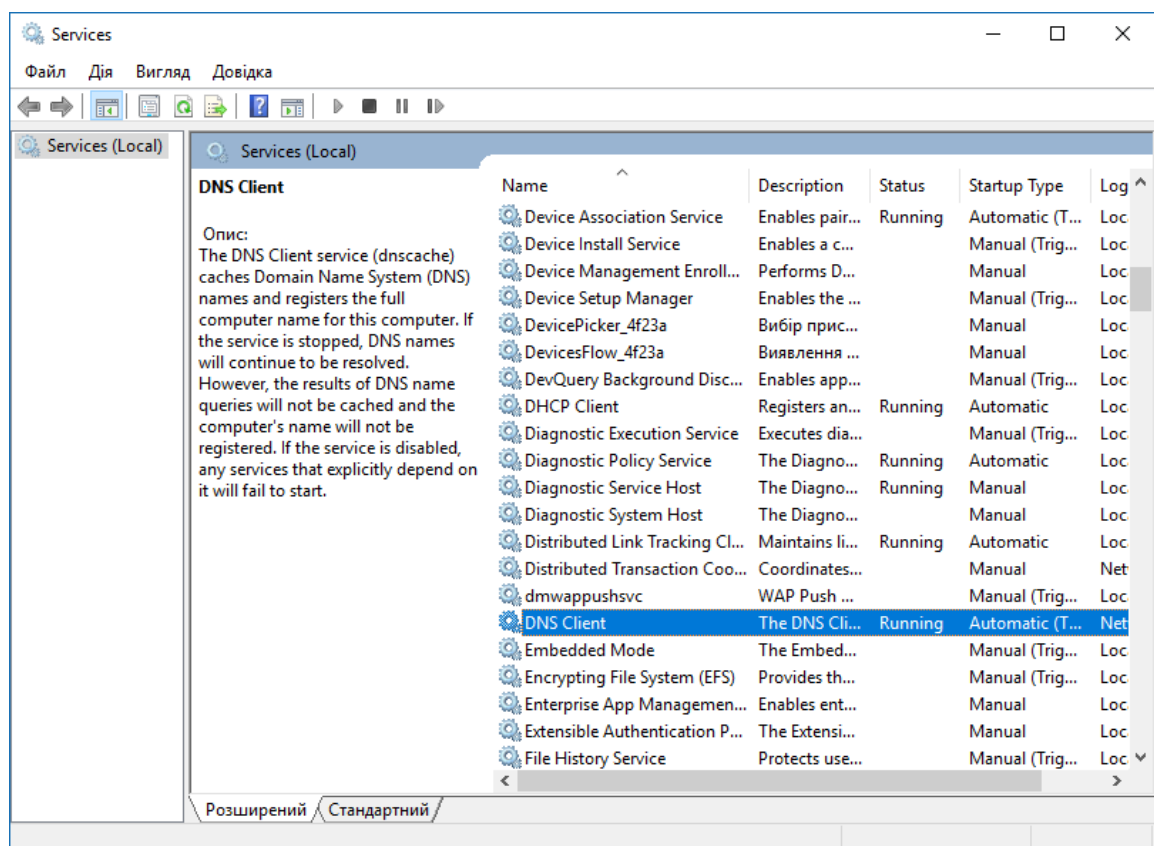 Services
Файл Дія Вигляд Довідка
Services (Local)
Services (Local)
DNS Client
Опис:
The DNS Client service (dnscache)
caches Domain Name System (DNS)
names and registers the full
computer name for this computer. If
the service is stopped, DNS names
will continue to be resolved.
However, the results of DNS name
queries will not be cached and the
computer's name will not be
registered. If the service is disabled,
any services that explicitly depend on
it will fail to start.
Name Description Status Startup Type Log
Device Association Service Enables pair... Running Automatic (T... Loc
Device Install Service Enables a c... Manual (Trig... Loc
Device Management Enroll... Performs D... Manual Loc
Device Setup Manager Enables the ... Manual (Trig... Loc
DevicePicker_4f23a Вибір прис... Manual Loc
DevicesFlow_4f23a Виявлення ... Manual Loc
DevQuery Background Disc... Enables app... Manual (Trig... Loc
DHCP Client Registers an... Running Automatic Loc
Diagnostic Execution Service Executes dia... Manual (Trig... Loc
Diagnostic Policy Service The Diagno... Running Automatic Loc
Diagnostic Service Host The Diagno... Running Manual Loc
Diagnostic System Host The Diagno... Manual Loc
Distributed Link Tracking Cl... Maintains li... Running Automatic Loc
Distributed Transaction Coo... Coordinates... Manual Net
dmwappushsvc WAP Push ... Manual (Trig... Loc
DNS Client The DNS Cli... Running Automatic (T... Net
Embedded Mode The Embed... Manual (Trig... Loc
Encrypting File System (EFS) Provides th... Manual (Trig... Loc
Enterprise App Managemen... Enables ent... Manual Loc
Extensible Authentication P... The Extensi... Manual Loc
File History Service Protects use... Manual (Trig... Loc
Розширений Стандартний